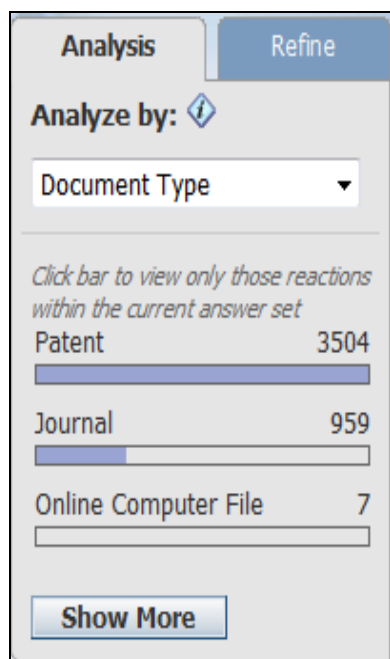 Analysis Refine
Analyze by:
Document Type
Click bar to view only those reactions
within the current answer set
Patent 3504
Journal 959
Online Computer File 7
Show More